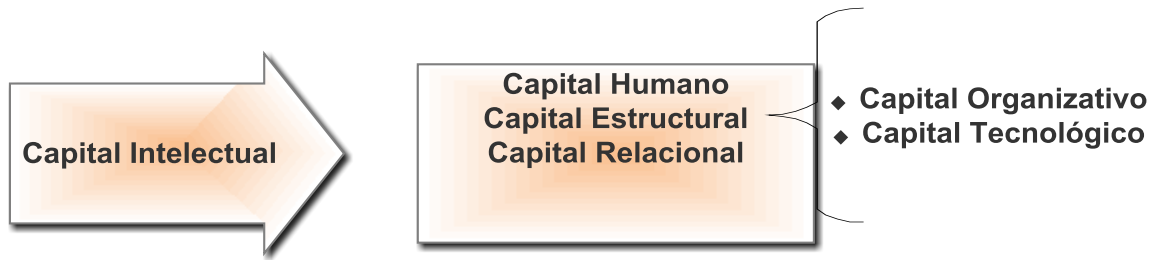 Capital Intelectual
Capital Humano
Capital Estructural
Capital Relacional
◆ Capital Organizativo
◆ Capital Tecnológico